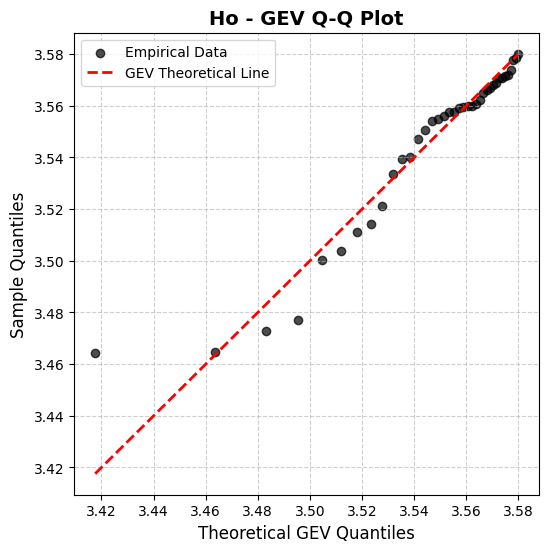 Ho - GEV Q-Q Plot
Empirical Data
GEV Theoretical Line
3.58
3.56
3.54
3.52
3.50
3.48
3.46
3.44
3.42
Sample Quantiles
3.42 3.44 3.46 3.48 3.50 3.52 3.54 3.56 3.58
Theoretical GEV Quantiles